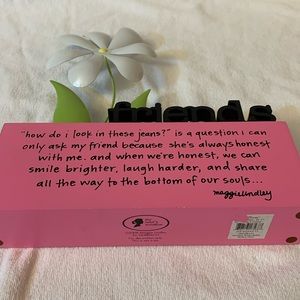 friends
"how do i look in these jeans?" is a question i can
only ask my friend because she's always honest
with me. and when we're honest, we can
smile brighter, laugh harder, and share
all the way to the bottom of our souls...
maggielindley